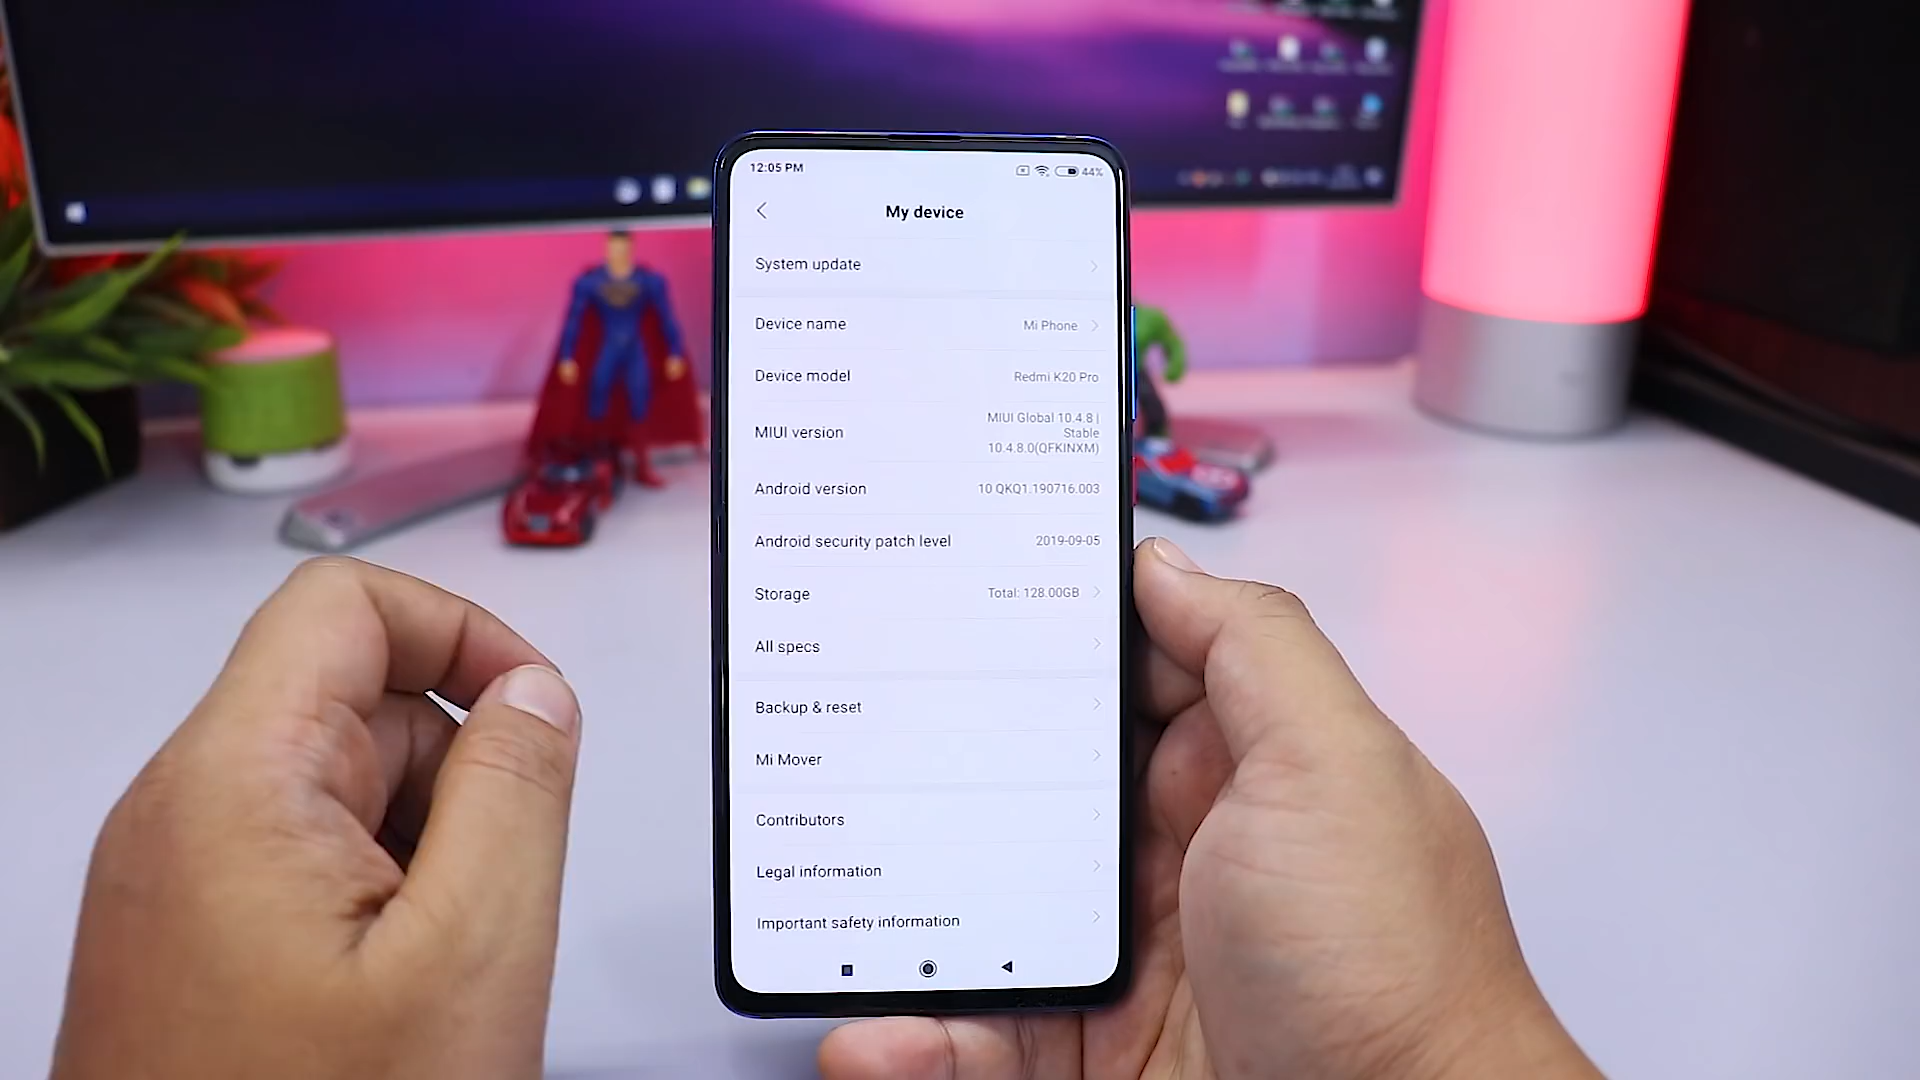 12:05 PM
44%
My device
System update
Device name
Mi Phone
Device model
Redmi K20 Pro
MIUI version
MIUI Global 10.4.8 |
Stable
10.4.8.0(QFKINXM)
Android version
10 QKQ1.190716.003
Android security patch level
2019-09-05
Storage
Total: 128.00GB
All specs
Backup & reset
Mi Mover
Contributors
Legal information
Important safety information